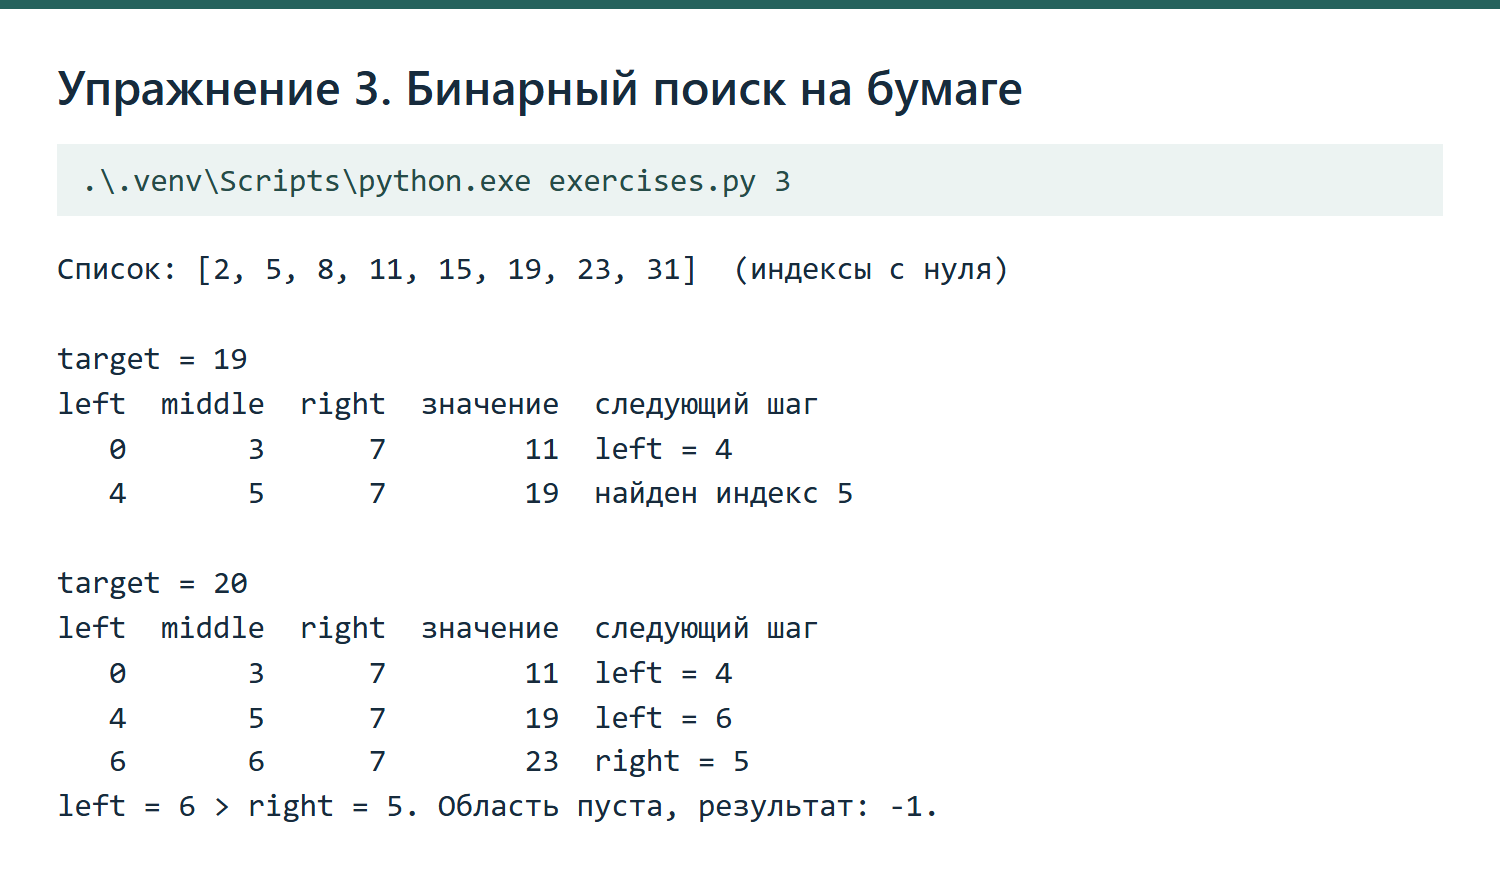 Упражнение 3. Бинарный поиск на бумаге
.\.venv\Scripts\python.exe exercises.py 3
Список: [2, 5, 8, 11, 15, 19, 23, 31]  (индексы с нуля)
target = 19
left  middle  right  значение  следующий шаг
   0       3      7        11  left = 4
   4       5      7        19  найден индекс 5
target = 20
left  middle  right  значение  следующий шаг
   0       3      7        11  left = 4
   4       5      7        19  left = 6
   6       6      7        23  right = 5
left = 6 > right = 5. Область пуста, результат: -1.